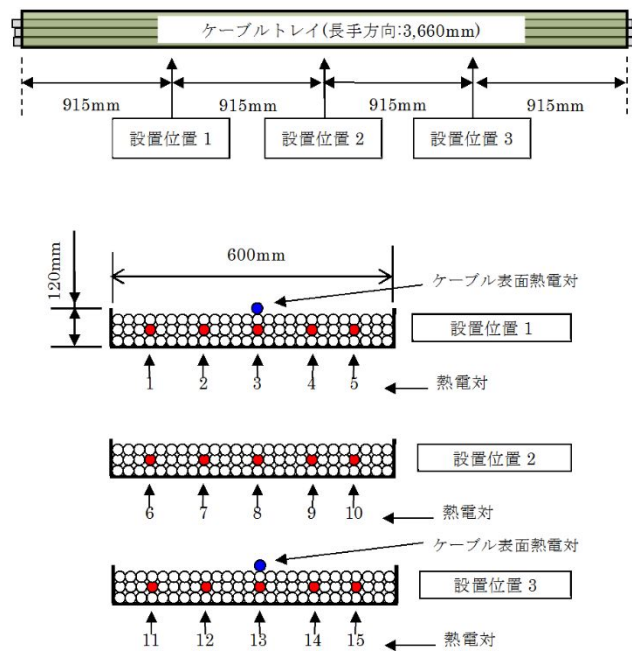 ケーブルトレイ(長手方向:3,660mm)
915mm 915mm 915mm 915mm
設置位置 1 設置位置 2 設置位置 3
600mm
120mm
ケーブル表面熱電対
設置位置 1
1 2 3 4 5 熱電対
設置位置 2
6 7 8 9 10 熱電対
ケーブル表面熱電対
設置位置 3
11 12 13 14 15 熱電対